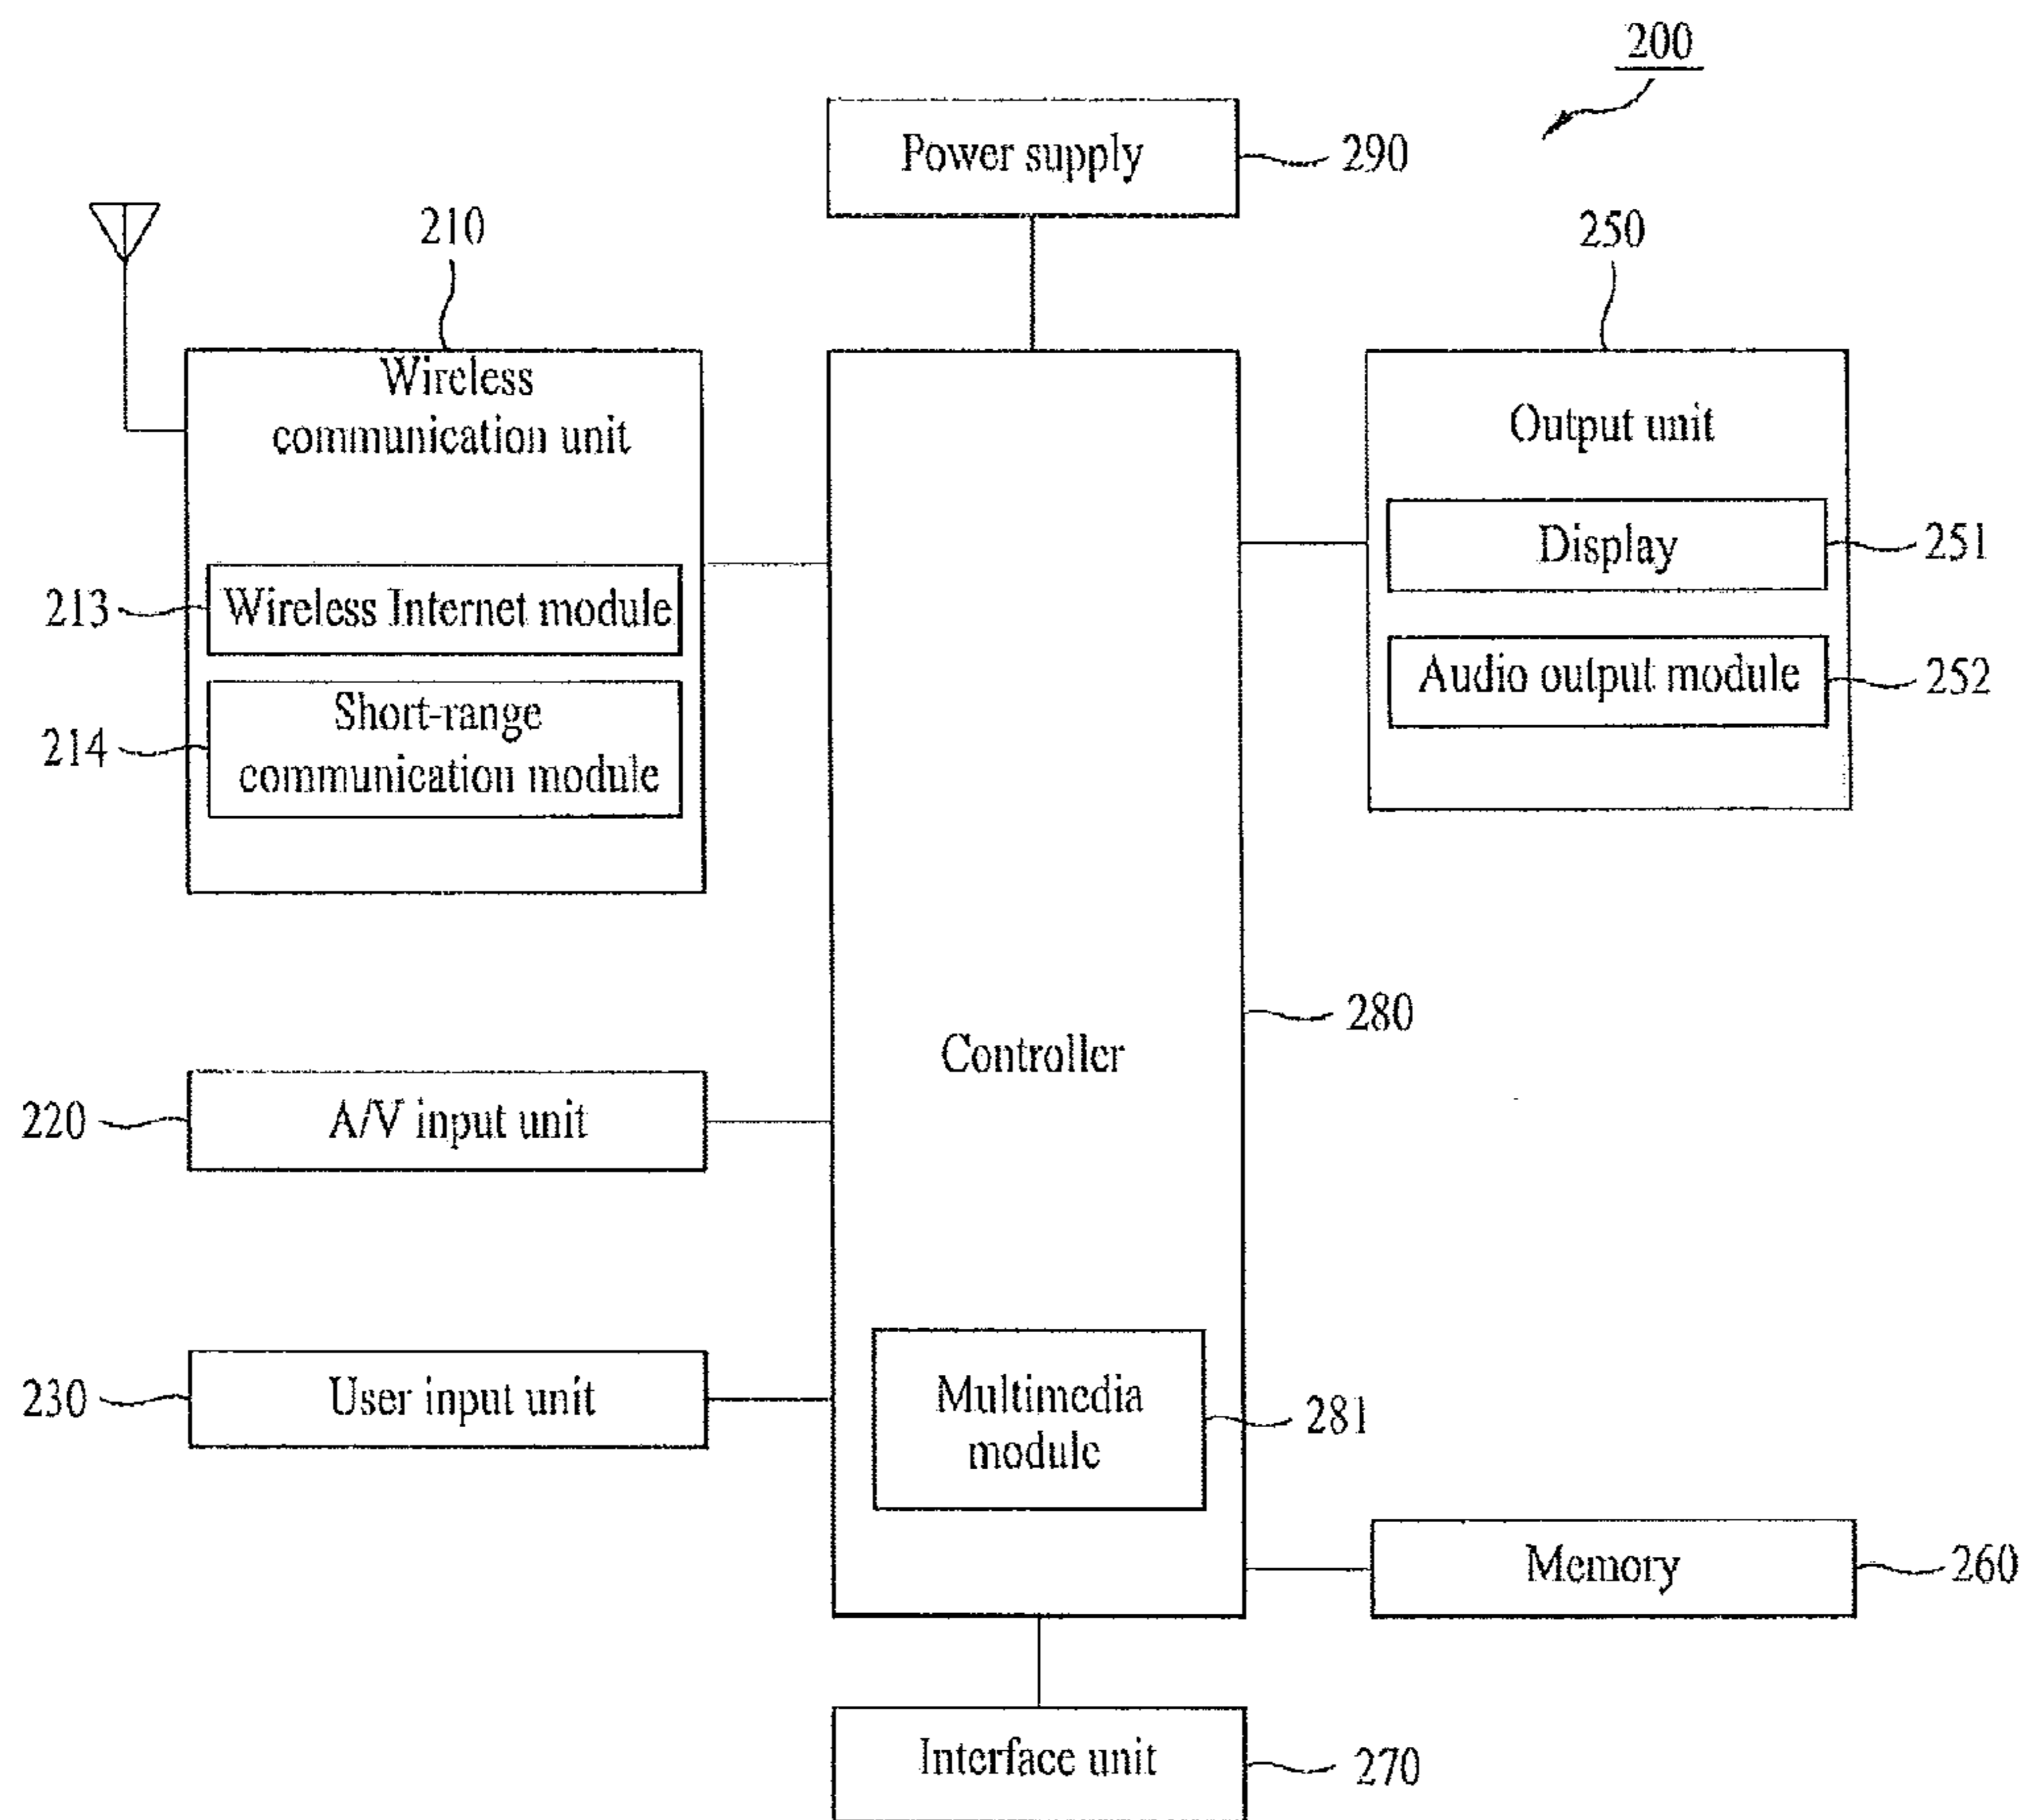 200
Power supply
290
210
250
Wireless
communication unit
Output unit
Display
251
213
Wireless Internet module
Audio output module
252
Short-range
214
communication module
280
Controller
220
A/V input unit
230
User input unit
Multimedia
module
281
Memory
260
Interface unit
270